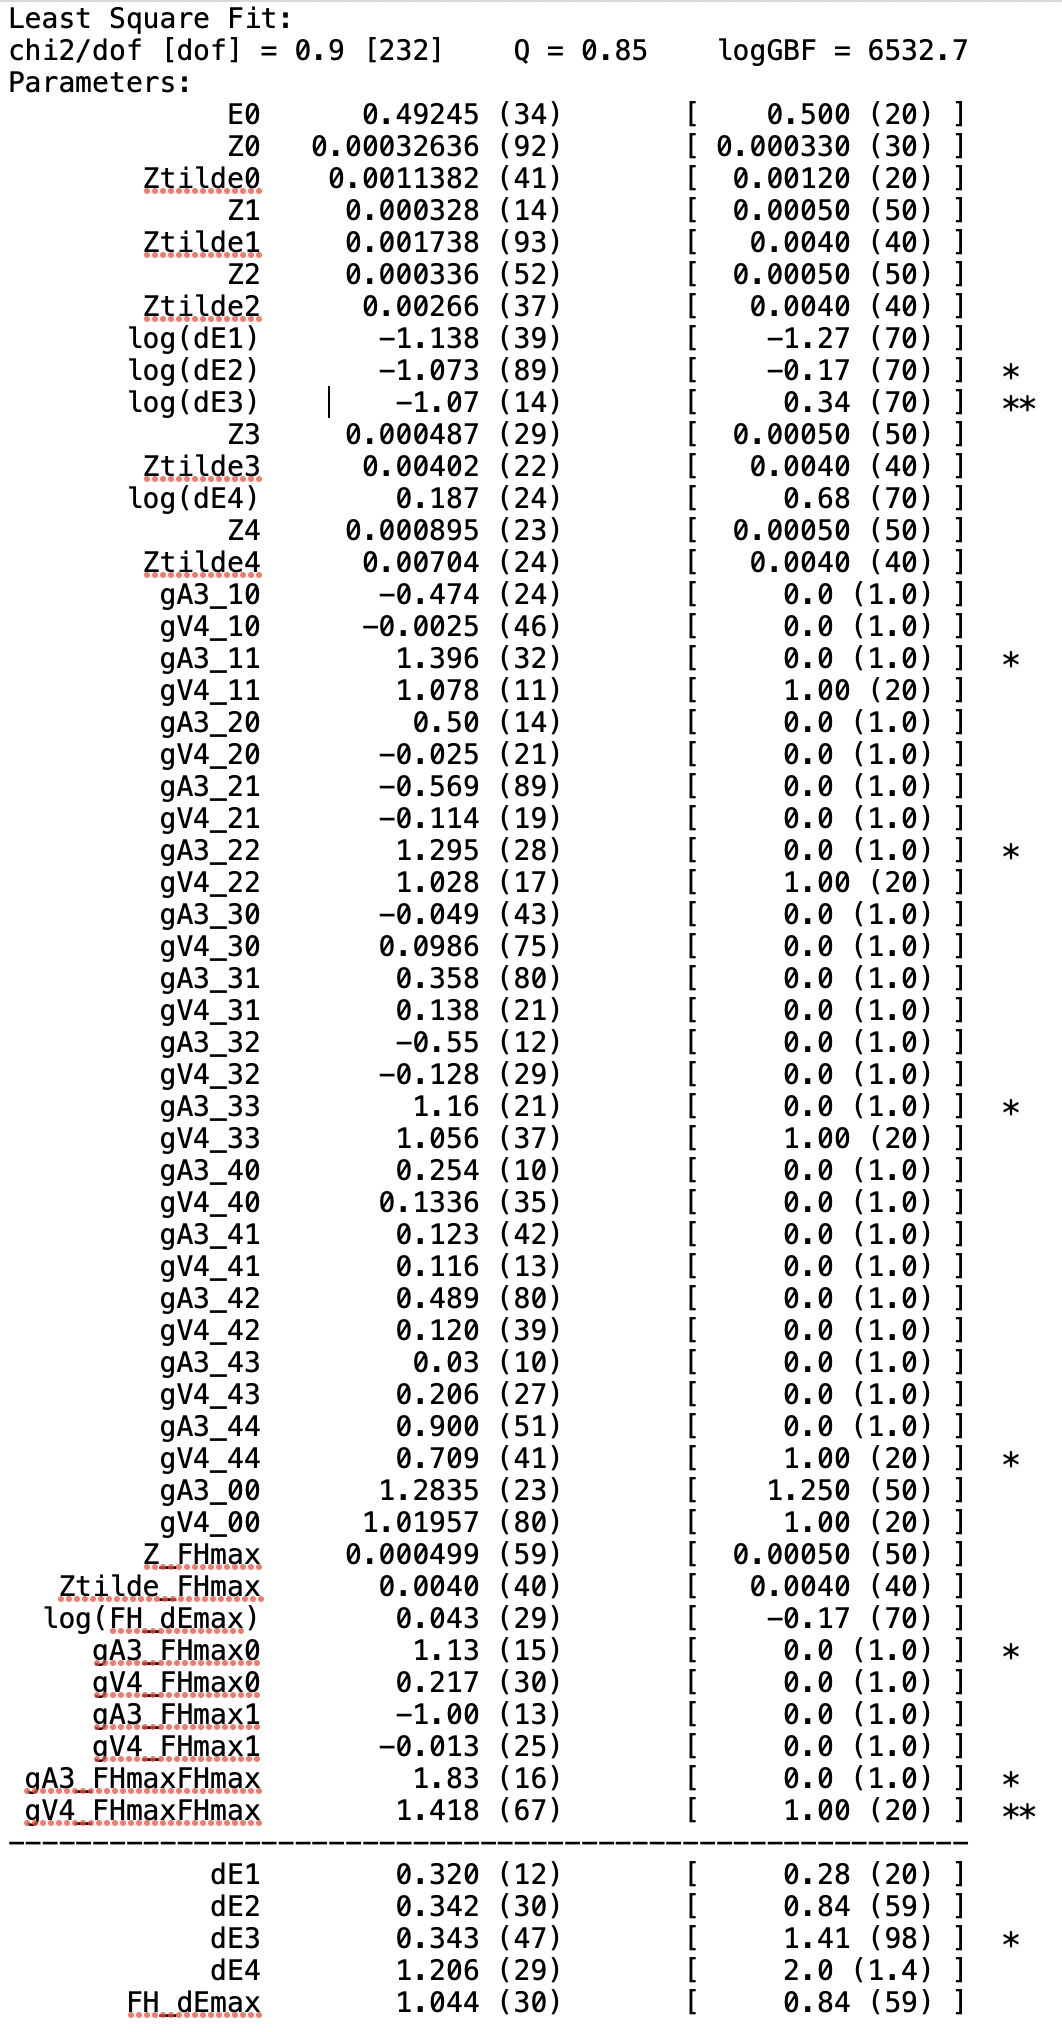 Least Square Fit:
chi2/dof [dof] = 0.9 [232]    Q = 0.85    logGBF = 6532.7
Parameters:
E0    0.49245 (34)    [ 0.500 (20) ]
Z0    0.00032636 (92)    [ 0.000330 (30) ]
Ztilde0    0.0011382 (41)    [ 0.00120 (20) ]
Z1    0.000328 (14)    [ 0.00050 (50) ]
Ztilde1    0.001738 (93)    [ 0.0040 (40) ]
Z2    0.000336 (52)    [ 0.00050 (50) ]
Ztilde2    0.00266 (37)    [ 0.0040 (40) ]
log(dE1)    -1.138 (39)    [ -1.27 (70) ]
log(dE2)    -1.073 (89)    [ -0.17 (70) ]  *
log(dE3)    -1.07 (14)    [ 0.34 (70) ]  **
Z3    0.000487 (29)    [ 0.00050 (50) ]
Ztilde3    0.00402 (22)    [ 0.0040 (40) ]
log(dE4)    0.187 (24)    [ 0.68 (70) ]
Z4    0.000895 (23)    [ 0.00050 (50) ]
Ztilde4    0.00704 (24)    [ 0.0040 (40) ]
gA3_10    -0.474 (24)    [ 0.0 (1.0) ]
gV4_10    -0.0025 (46)    [ 0.0 (1.0) ]
gA3_11    1.396 (32)    [ 0.0 (1.0) ]  *
gV4_11    1.078 (11)    [ 1.00 (20) ]
gA3_20    0.50 (14)    [ 0.0 (1.0) ]
gV4_20    -0.025 (21)    [ 0.0 (1.0) ]
gA3_21    -0.569 (89)    [ 0.0 (1.0) ]
gV4_21    -0.114 (19)    [ 0.0 (1.0) ]
gA3_22    1.295 (28)    [ 0.0 (1.0) ]  *
gV4_22    1.028 (17)    [ 1.00 (20) ]
gA3_30    -0.049 (43)    [ 0.0 (1.0) ]
gV4_30    0.0986 (75)    [ 0.0 (1.0) ]
gA3_31    0.358 (80)    [ 0.0 (1.0) ]
gV4_31    0.138 (21)    [ 0.0 (1.0) ]
gA3_32    -0.55 (12)    [ 0.0 (1.0) ]
gV4_32    -0.128 (29)    [ 0.0 (1.0) ]
gA3_33    1.16 (21)    [ 0.0 (1.0) ]  *
gV4_33    1.056 (37)    [ 1.00 (20) ]
gA3_40    0.254 (10)    [ 0.0 (1.0) ]
gV4_40    0.1336 (35)    [ 0.0 (1.0) ]
gA3_41    0.123 (42)    [ 0.0 (1.0) ]
gV4_41    0.116 (13)    [ 0.0 (1.0) ]
gA3_42    0.489 (80)    [ 0.0 (1.0) ]
gV4_42    0.120 (39)    [ 0.0 (1.0) ]
gA3_43    0.03 (10)    [ 0.0 (1.0) ]
gV4_43    0.206 (27)    [ 0.0 (1.0) ]
gA3_44    0.900 (51)    [ 0.0 (1.0) ]
gV4_44    0.709 (41)    [ 1.00 (20) ]  *
gA3_00    1.2835 (23)    [ 1.250 (50) ]
gV4_00    1.01957 (80)    [ 1.00 (20) ]
Z_FHmax    0.000499 (59)    [ 0.00050 (50) ]
Ztilde_FHmax    0.0040 (40)    [ 0.0040 (40) ]
log(FH_dEmax)    0.043 (29)    [ -0.17 (70) ]
gA3_FHmax0    1.13 (15)    [ 0.0 (1.0) ]  *
gV4_FHmax0    0.217 (30)    [ 0.0 (1.0) ]
gA3_FHmax1    -1.00 (13)    [ 0.0 (1.0) ]
gV4_FHmax1    -0.013 (25)    [ 0.0 (1.0) ]
gA3_FHmaxFHmax    1.83 (16)    [ 0.0 (1.0) ]  *
gV4_FHmaxFHmax    1.418 (67)    [ 1.00 (20) ]  **
---------------------------------------------------------
dE1    0.320 (12)    [ 0.28 (20) ]
dE2    0.342 (30)    [ 0.84 (59) ]
dE3    0.343 (47)    [ 1.41 (98) ]  *
dE4    1.206 (29)    [ 2.0 (1.4) ]
FH_dEmax    1.044 (30)    [ 0.84 (59) ]